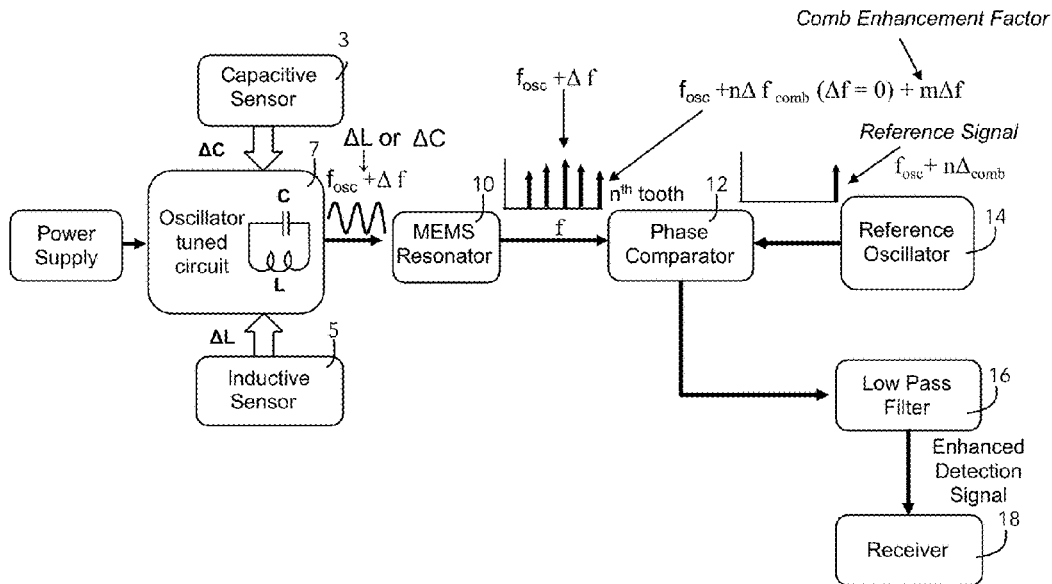 Comb Enhancement Factor
3
Capacitive
Sensor
f_osc +Δ f
f_osc +nΔ f_comb (Δf = 0) + mΔf
ΔC
7
ΔL or ΔC
Reference Signal
f_osc + nΔ_comb
f_osc +Δ f
10
n^th tooth
12
14
Power
Supply
Oscillator
tuned
circuit
C
L
MEMS
Resonator
f
Phase
Comparator
Reference
Oscillator
ΔL
5
Inductive
Sensor
Low Pass
Filter
16
Enhanced
Detection
Signal
18
Receiver